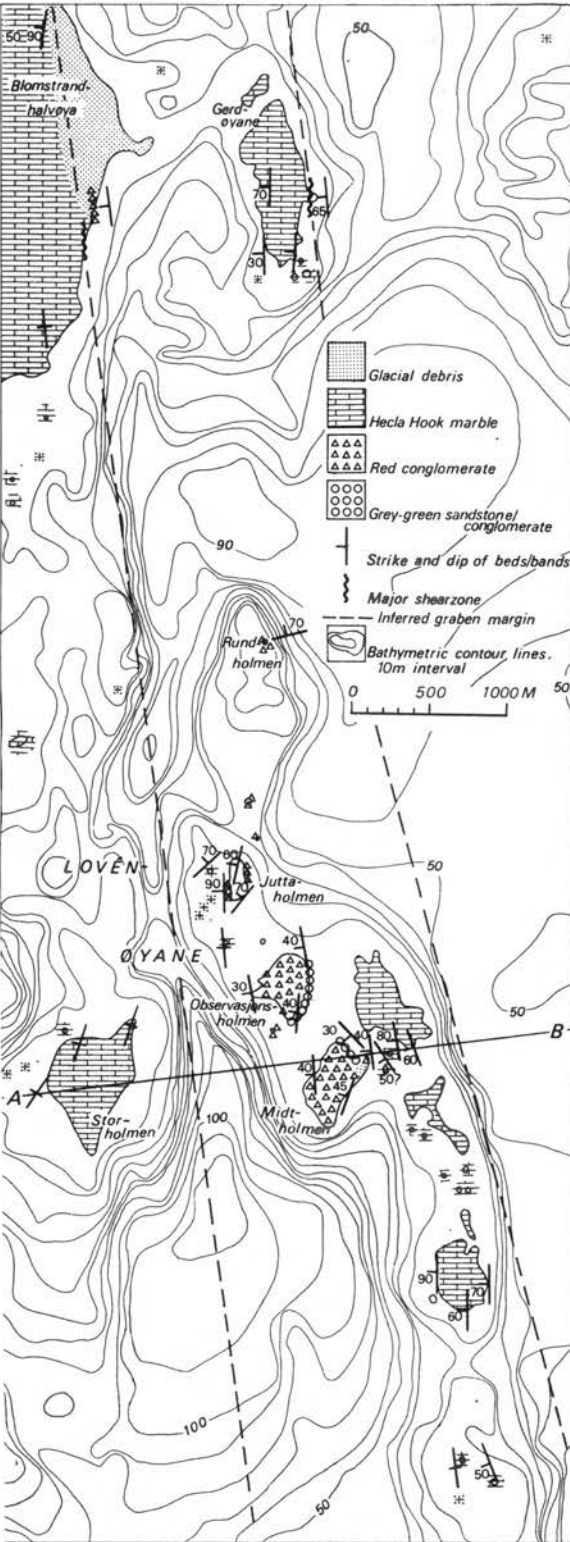 50-90
50
Blomstrand-
halvøya
Gerd-
øyane
70
65
30
Glacial debris
Hecla Hook marble
Red conglomerate
Grey-green sandstone/
conglomerate
Strike and dip of beds/bands
Major shearzone
Inferred graben margin
Bathymetric contour lines.
10m interval
0 500 1000 M
90
70
Rund-
holmen
50
50
70
60
LOVÉN-
90
70
Jutta-
holmen
ØYANE
40
30
Observasjons-
holmen
40
50
30
40
80
B
60
50?
A
40
45
Stor-
holmen
Midt-
holmen
100
90
70
60
100
50
50